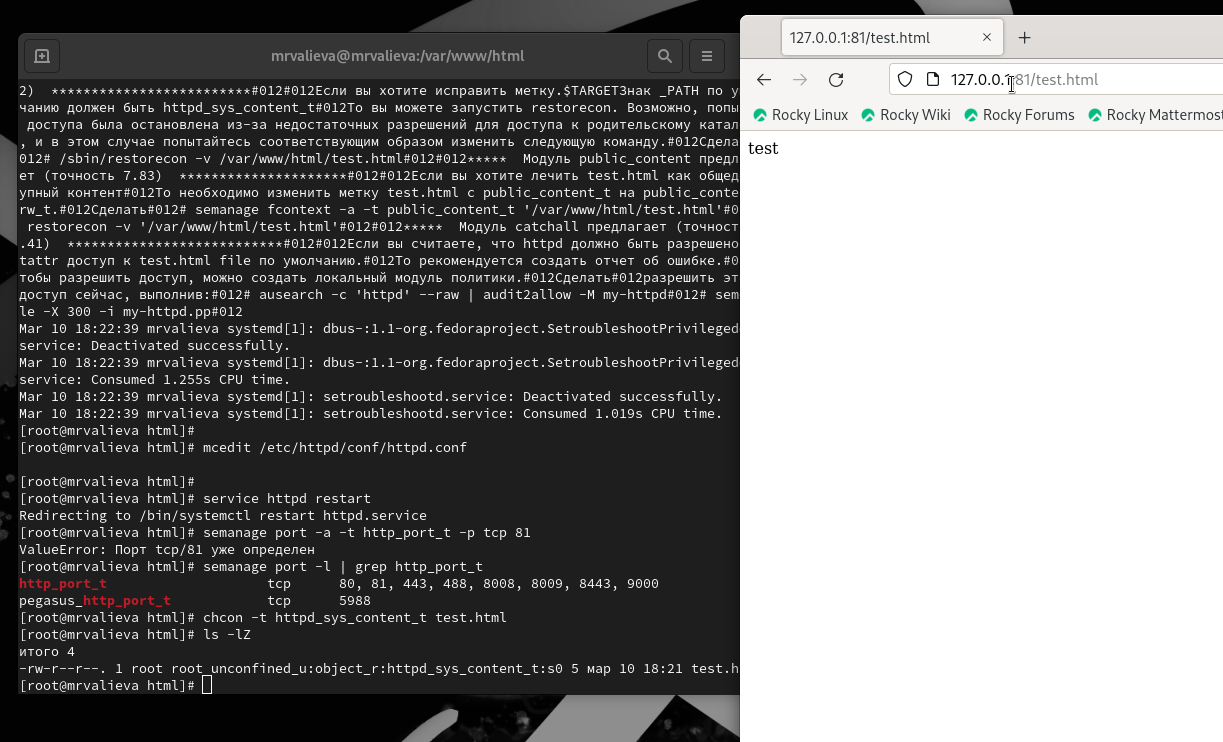 mrvalieva@mrvalieva:/var/www/html
2)  *************************#012#012Если вы хотите исправить метку.$TARGETЗнак _PATH по у
чанию должен быть httpd_sys_content_t#012То вы можете запустить restorecon. Возможно, попы
 доступа была остановлена из-за недостаточных разрешений для доступа к родительскому катал
, и в этом случае попытайтесь соответствующим образом изменить следующую команду.#012Сдела
012# /sbin/restorecon -v /var/www/html/test.html#012#012*****  Модуль public_content предл
ет (точность 7.83)  *********************#012#012Если вы хотите лечить test.html как общед
упный контент#012То необходимо изменить метку test.html с public_content_t на public_conte
rw_t.#012Сделать#012# semanage fcontext -a -t public_content_t '/var/www/html/test.html'#0
 restorecon -v '/var/www/html/test.html'#012#012*****  Модуль catchall предлагает (точност
.41)  ***************************#012#012Если вы считаете, что httpd должно быть разрешено
tattr доступ к test.html file по умолчанию.#012То рекомендуется создать отчет об ошибке.#0
тобы разрешить доступ, можно создать локальный модуль политики.#012Сделать#012разрешить эт
доступ сейчас, выполнив:#012# ausearch -c 'httpd' --raw | audit2allow -M my-httpd#012# sem
le -X 300 -i my-httpd.pp#012
Mar 10 18:22:39 mrvalieva systemd[1]: dbus-:1.1-org.fedoraproject.SetroubleshootPrivileged
service: Deactivated successfully.
Mar 10 18:22:39 mrvalieva systemd[1]: dbus-:1.1-org.fedoraproject.SetroubleshootPrivileged
service: Consumed 1.255s CPU time.
Mar 10 18:22:39 mrvalieva systemd[1]: setroubleshootd.service: Deactivated successfully.
Mar 10 18:22:39 mrvalieva systemd[1]: setroubleshootd.service: Consumed 1.019s CPU time.
[root@mrvalieva html]#
[root@mrvalieva html]# mcedit /etc/httpd/conf/httpd.conf
[root@mrvalieva html]#
[root@mrvalieva html]# service httpd restart
Redirecting to /bin/systemctl restart httpd.service
[root@mrvalieva html]# semanage port -a -t http_port_t -p tcp 81
ValueError: Порт tcp/81 уже определен
[root@mrvalieva html]# semanage port -l | grep http_port_t
http_port_t                    tcp      80, 81, 443, 488, 8008, 8009, 8443, 9000
pegasus_http_port_t            tcp      5988
[root@mrvalieva html]# chcon -t httpd_sys_content_t test.html
[root@mrvalieva html]# ls -lZ
итого 4
-rw-r--r--. 1 root root unconfined_u:object_r:httpd_sys_content_t:s0 5 мар 10 18:21 test.h
[root@mrvalieva html]#
127.0.0.1:81/test.html
127.0.0.1:81/test.html
Rocky Linux Rocky Wiki Rocky Forums Rocky Mattermost
test